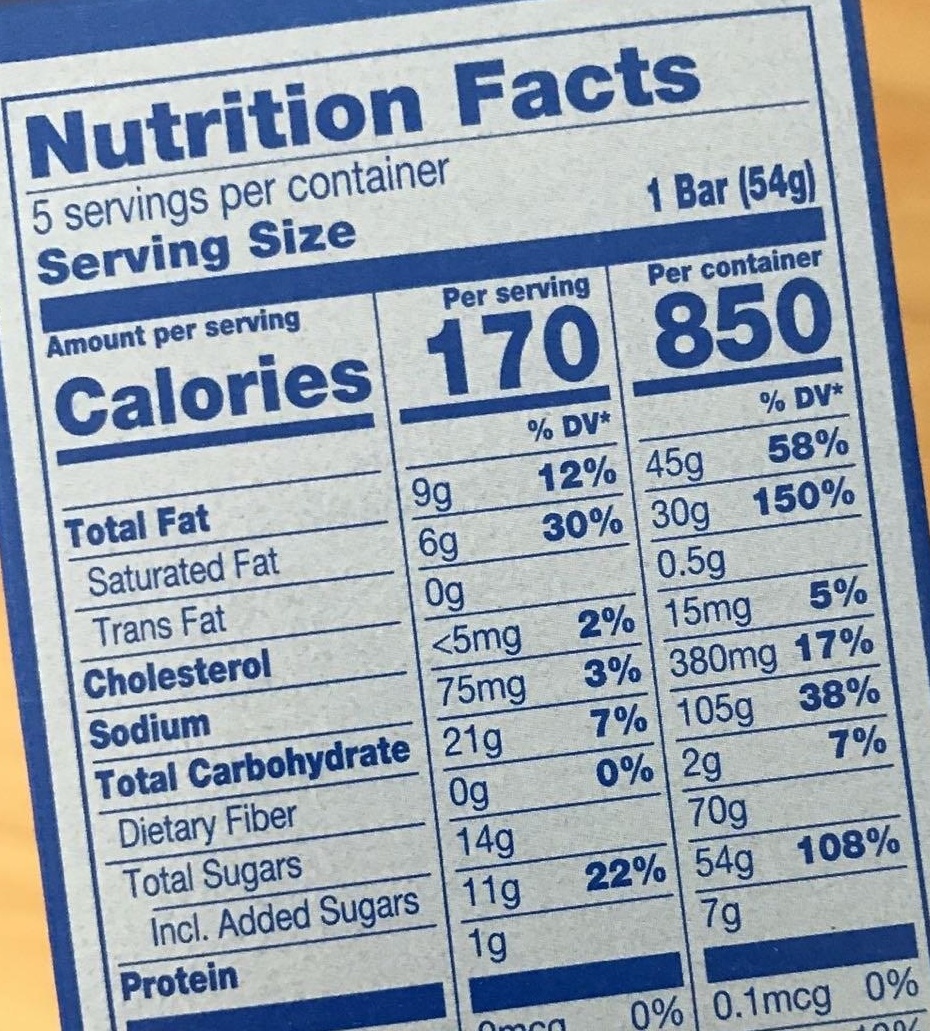 Nutrition Facts
5 servings per container
Serving Size 1 Bar (54g)
Amount per serving Per serving Per container
Calories 170 850
% DV* % DV*
Total Fat 9g 12% 45g 58%
Saturated Fat 6g 30% 30g 150%
Trans Fat 0g 0.5g
Cholesterol <5mg 2% 15mg 5%
Sodium 75mg 3% 380mg 17%
Total Carbohydrate 21g 7% 105g 38%
Dietary Fiber 0g 0% 2g 7%
Total Sugars 14g 70g
Incl. Added Sugars 11g 22% 54g 108%
Protein 1g 7g
0mcg 0% 0.1mcg 0%